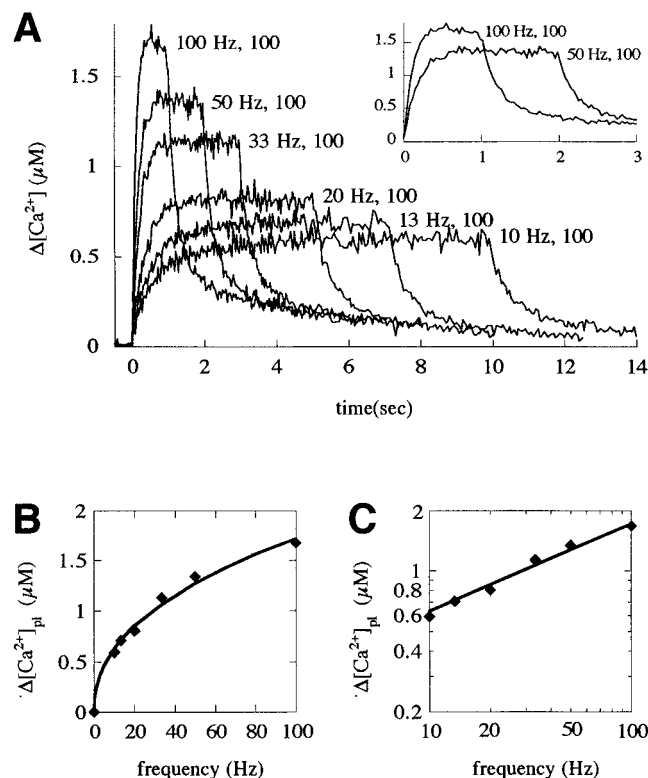 A
Δ[Ca²⁺] (μM)
1.5
1
0.5
0
100 Hz, 100
50 Hz, 100
33 Hz, 100
20 Hz, 100
13 Hz, 100
10 Hz, 100
0 2 4 6 8 10 12 14
time(sec)
1.5
1
0.5
0
100 Hz, 100
50 Hz, 100
0 1 2 3
B
Δ[Ca²⁺]pl (μM)
2
1.5
1
0.5
0
0 20 40 60 80 100
frequency (Hz)
C
Δ[Ca²⁺]pl (μM)
2
1
0.8
0.6
0.4
0.2
10 20 50 100
frequency (Hz)